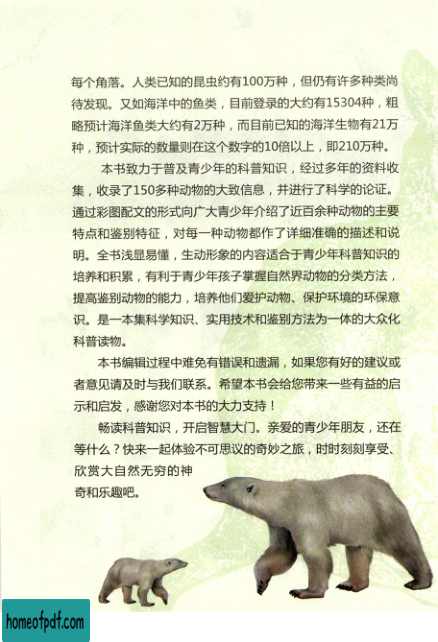 每个角落。人类已知的昆虫约有100万种，但仍有许多种类尚
待发现。又如海洋中的鱼类，目前登录的大约有15304种，粗
略预计海洋鱼类大约有2万种，而目前已知的海洋生物有21万
种，预计实际的数量则在这个数字的10倍以上，即210万种。
本书致力于普及青少年的科普知识，经过多年的资料收
集，收录了150多种动物的大致信息，并进行了科学的论证。
通过彩图配文的形式向广大青少年介绍了近百余种动物的主要
特点和鉴别特征，对每一种动物都作了详细准确的描述和说
明。全书浅显易懂，生动形象的内容适合于青少年科普知识的
培养和积累，有利于青少年孩子掌握自然界动物的分类方法，
提高鉴别动物的能力，培养他们爱护动物、保护环境的环保意
识。是一本集科学知识、实用技术和鉴别方法为一体的大众化
科普读物。
本书编辑过程中难免有错误和遗漏，如果您有好的建议或
者意见请及时与我们联系。希望本书会给您带来一些有益的启
示和启发，感谢您对本书的大力支持！
畅读科普知识，开启智慧大门。亲爱的青少年朋友，还在
等什么？快来一起体验不可思议的奇妙之旅，时时刻刻享受、
欣赏大自然无穷的神
奇和乐趣吧。
homeofpdf.com